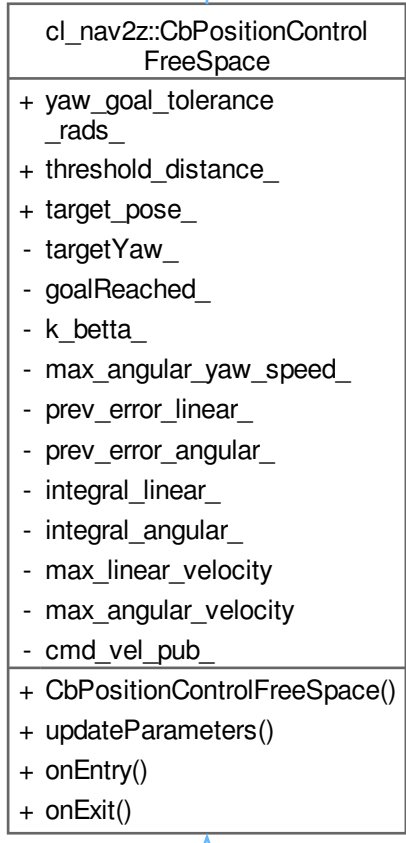 cl_nav2z::CbPositionControl
FreeSpace
+ yaw_goal_tolerance
_rads_
+ threshold_distance_
+ target_pose_
- targetYaw_
- goalReached_
- k_betta_
- max_angular_yaw_speed_
- prev_error_linear_
- prev_error_angular_
- integral_linear_
- integral_angular_
- max_linear_velocity
- max_angular_velocity
- cmd_vel_pub_
+ CbPositionControlFreeSpace()
+ updateParameters()
+ onEntry()
+ onExit()